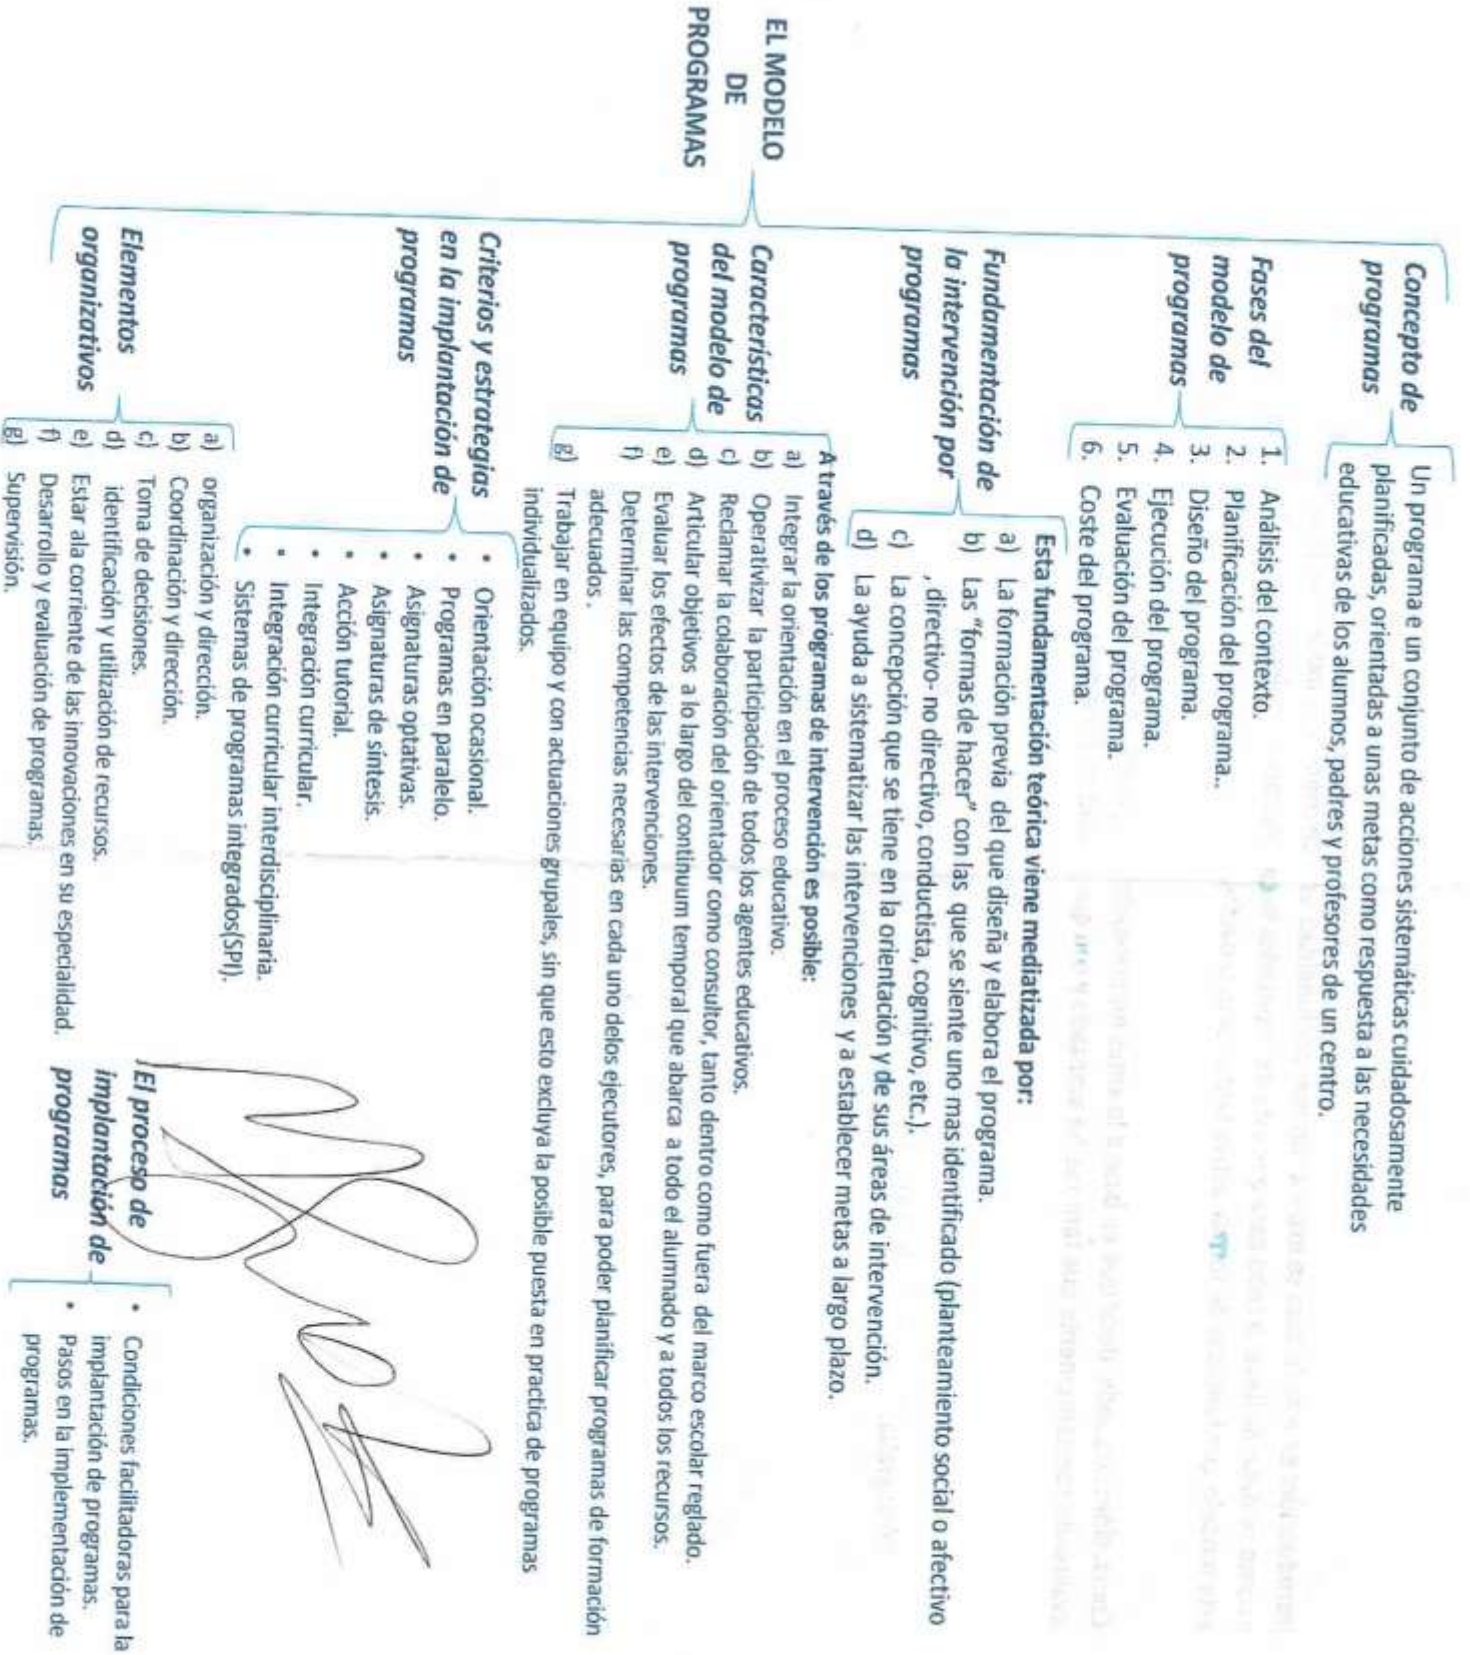 EL MODELO
DE
PROGRAMAS
Concepto de
programas
Un programa e un conjunto de acciones sistemáticas cuidadosamente
planificadas, orientadas a unas metas como respuesta a las necesidades
educativas de los alumnos, padres y profesores de un centro.
Fases del
modelo de
programas
1. Análisis del contexto.
2. Planificación del programa..
3. Diseño del programa.
4. Ejecución del programa.
5. Evaluación del programa.
6. Coste del programa.
Fundamentación de
la intervención por
programas
Esta fundamentación teórica viene mediatizada por:
a) La formación previa del que diseña y elabora el programa.
b) Las "formas de hacer" con las que se siente uno mas identificado (planteamiento social o afectivo
, directivo- no directivo, conductista, cognitivo, etc.).
c) La concepción que se tiene en la orientación y de sus áreas de intervención.
d) La ayuda a sistematizar las intervenciones y a establecer metas a largo plazo.
Características
del modelo de
programas
A través de los programas de intervención es posible:
a) Integrar la orientación en el proceso educativo.
b) Operativizar la participación de todos los agentes educativos.
c) Reclamar la colaboración del orientador como consultor, tanto dentro como fuera del marco escolar reglado.
d) Articular objetivos a lo largo del continuum temporal que abarca a todo el alumnado y a todos los recursos.
e) Evaluar los efectos de las intervenciones.
f) Determinar las competencias necesarias en cada uno delos ejecutores, para poder planificar programas de formación
adecuados .
g) Trabajar en equipo y con actuaciones grupales, sin que esto excluya la posible puesta en practica de programas
individualizados.
Criterios y estrategias
en la implantación de
programas
• Orientación ocasional.
• Programas en paralelo.
• Asignaturas optativas.
• Asignaturas de síntesis.
• Acción tutorial.
• Integración curricular.
• Integración curricular interdisciplinaria.
• Sistemas de programas integrados(SPI).
Elementos
organizativos
a) organización y dirección.
b) Coordinación y dirección.
c) Toma de decisiones.
d) identificación y utilización de recursos.
e) Estar ala corriente de las innovaciones en su especialidad.
f) Desarrollo y evaluación de programas.
g) Supervisión.
El proceso de
implantación de
programas
• Condiciones facilitadoras para la
implantación de programas.
• Pasos en la implementación de
programas.